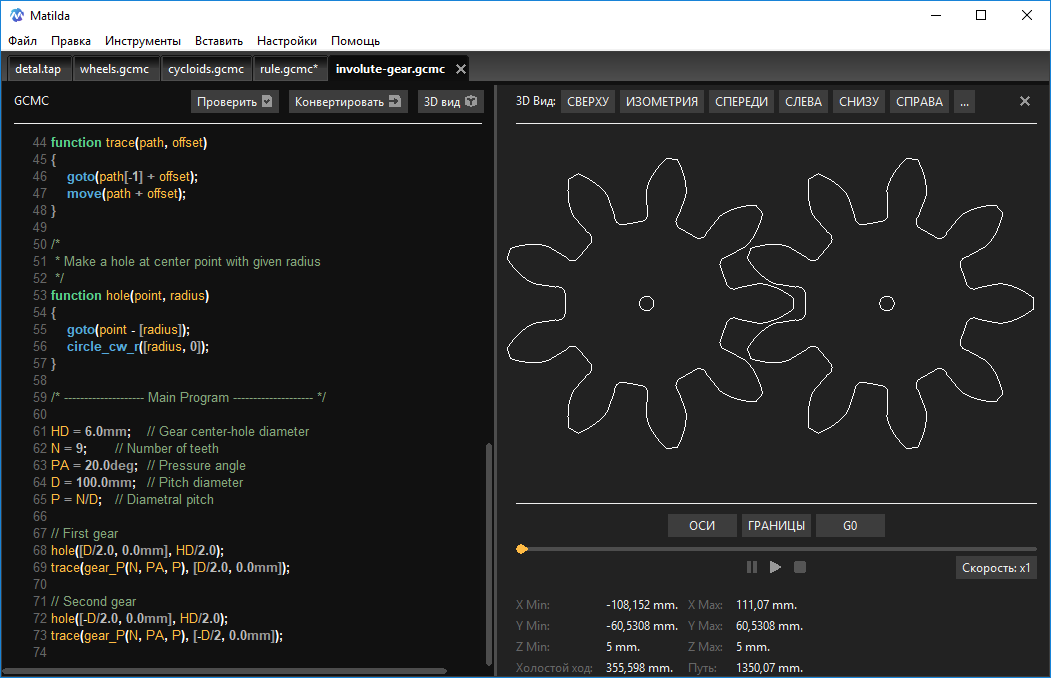 Matilda
Файл Правка Инструменты Вставить Настройки Помощь
detal.tap wheels.gcmc cycloids.gcmc rule.gcmc* involute-gear.gcmc
GCMC Проверить Конвертировать 3D вид
44 function trace(path, offset)
45 {
46     goto(path[-1] + offset);
47     move(path + offset);
48 }
49
50 /*
51  * Make a hole at center point with given radius
52  */
53 function hole(point, radius)
54 {
55     goto(point - [radius]);
56     circle_cw_r([radius, 0]);
57 }
58
59 /* -------------------- Main Program -------------------- */
60
61 HD = 6.0mm;    // Gear center-hole diameter
62 N = 9;       // Number of teeth
63 PA = 20.0deg;  // Pressure angle
64 D = 100.0mm;   // Pitch diameter
65 P = N/D;   // Diametral pitch
66
67 // First gear
68 hole([D/2.0, 0.0mm], HD/2.0);
69 trace(gear_P(N, PA, P), [D/2.0, 0.0mm]);
70
71 // Second gear
72 hole([-D/2.0, 0.0mm], HD/2.0);
73 trace(gear_P(N, PA, P), [-D/2, 0.0mm]);
74
3D Вид: СВЕРХУ ИЗОМЕТРИЯ СПЕРЕДИ СЛЕВА СНИЗУ СПРАВА ...
ОСИ ГРАНИЦЫ G0
Скорость: x1
X Min: -108,152 mm. X Max: 111,07 mm.
Y Min: -60,5308 mm. Y Max: 60,5308 mm.
Z Min: 5 mm. Z Max: 5 mm.
Холостой ход: 355,598 mm. Путь: 1350,07 mm.